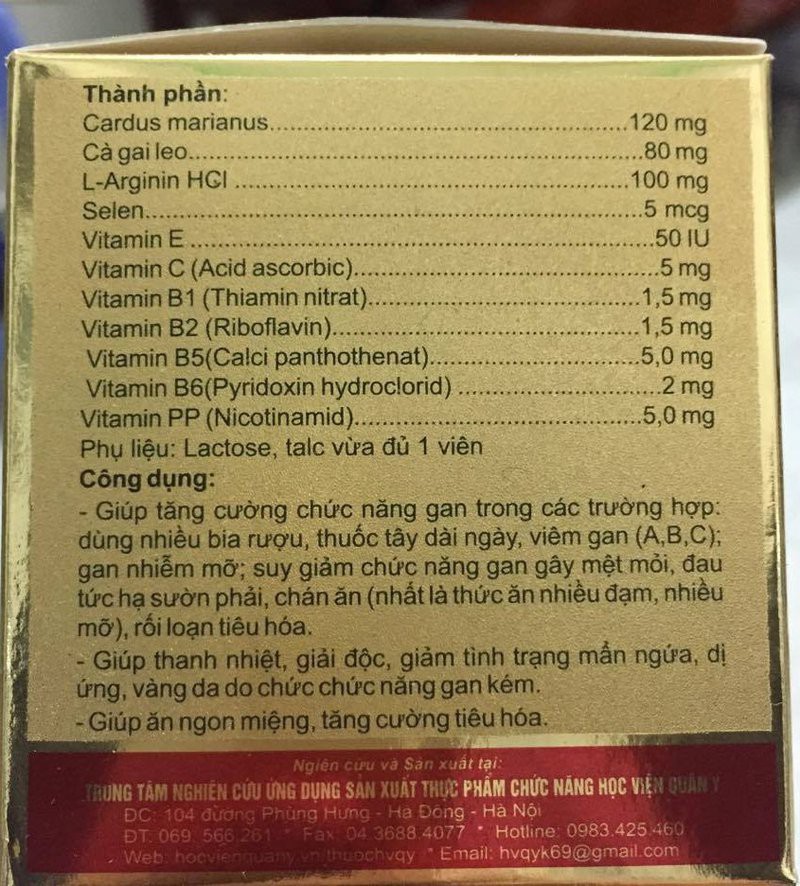 Thành phần:
Cardus marianus..........................................................120 mg
Cà gai leo......................................................................80 mg
L-Arginin HCl ...............................................................100 mg
Selen..............................................................................5 mcg
Vitamin E .......................................................................50 IU
Vitamin C (Acid ascorbic)...............................................5 mg
Vitamin B1 (Thiamin nitrat)..........................................1,5 mg
Vitamin B2 (Riboflavin)................................................1,5 mg
Vitamin B5(Calci panthothenat)...................................5,0 mg
Vitamin B6(Pyridoxin hydroclorid) ................................2 mg
Vitamin PP (Nicotinamid)..............................................5,0 mg
Phụ liệu: Lactose, talc vừa đủ 1 viên
Công dụng:
- Giúp tăng cường chức năng gan trong các trường hợp:
dùng nhiều bia rượu, thuốc tây dài ngày, viêm gan (A,B,C);
gan nhiễm mỡ; suy giảm chức năng gan gây mệt mỏi, đau
tức hạ sườn phải, chán ăn (nhất là thức ăn nhiều đạm, nhiều
mỡ), rối loạn tiêu hóa.
- Giúp thanh nhiệt, giải độc, giảm tình trạng mẩn ngứa, dị
ứng, vàng da do chức chức năng gan kém.
- Giúp ăn ngon miệng, tăng cường tiêu hóa.
Ngiên cứu và Sản xuất tại:
TRUNG TÂM NGHIÊN CỨU ỨNG DỤNG SẢN XUẤT THỰC PHẨM CHỨC NĂNG HỌC VIỆN QUÂN Y
ĐC: 104 đường Phùng Hưng - Hà Đông - Hà Nội
ĐT: 069. 566.261 * Fax: 04.3688.4077 * Hotline: 0983.425.460
Web: hocvienquany.vn/thuochvqy * Email: hvqyk69@gmail.com